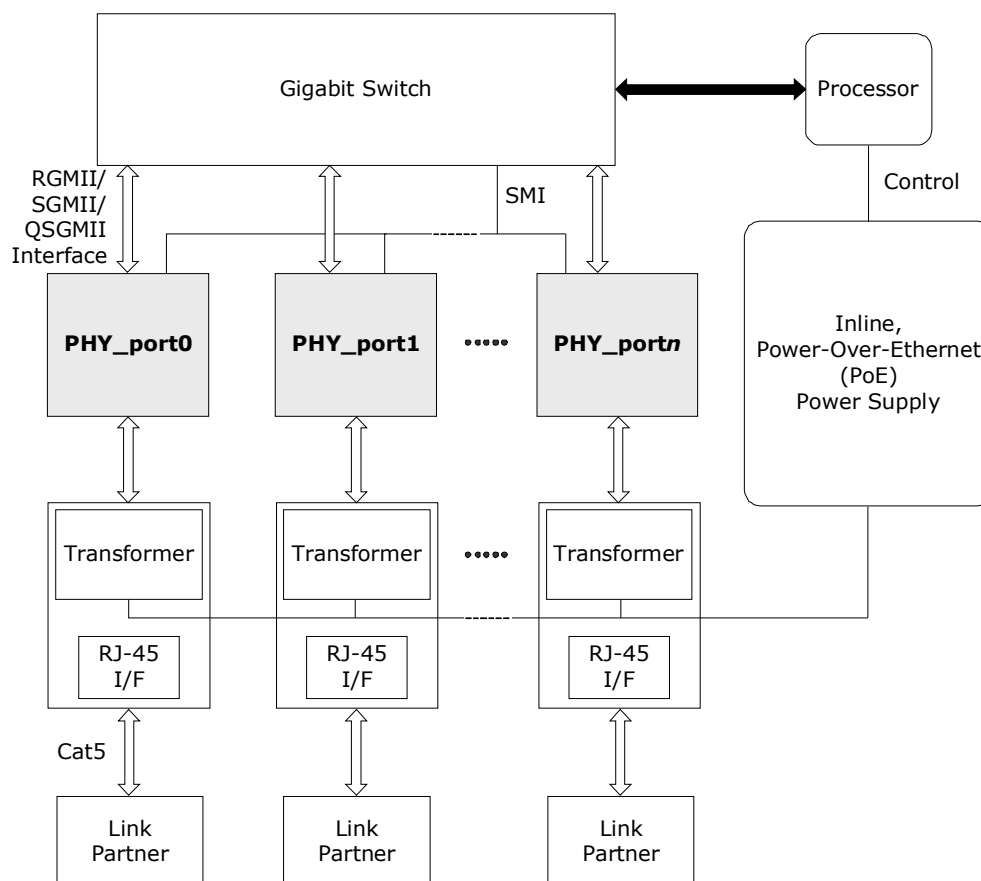 Gigabit Switch
Processor
RGMII/
SGMII/
QSGMII
Interface
SMI
Control
PHY_port0
PHY_port1
PHY_portn
Inline,
Power-Over-Ethernet
(PoE)
Power Supply
Transformer
Transformer
Transformer
RJ-45
I/F
RJ-45
I/F
RJ-45
I/F
Cat5
Link
Partner
Link
Partner
Link
Partner